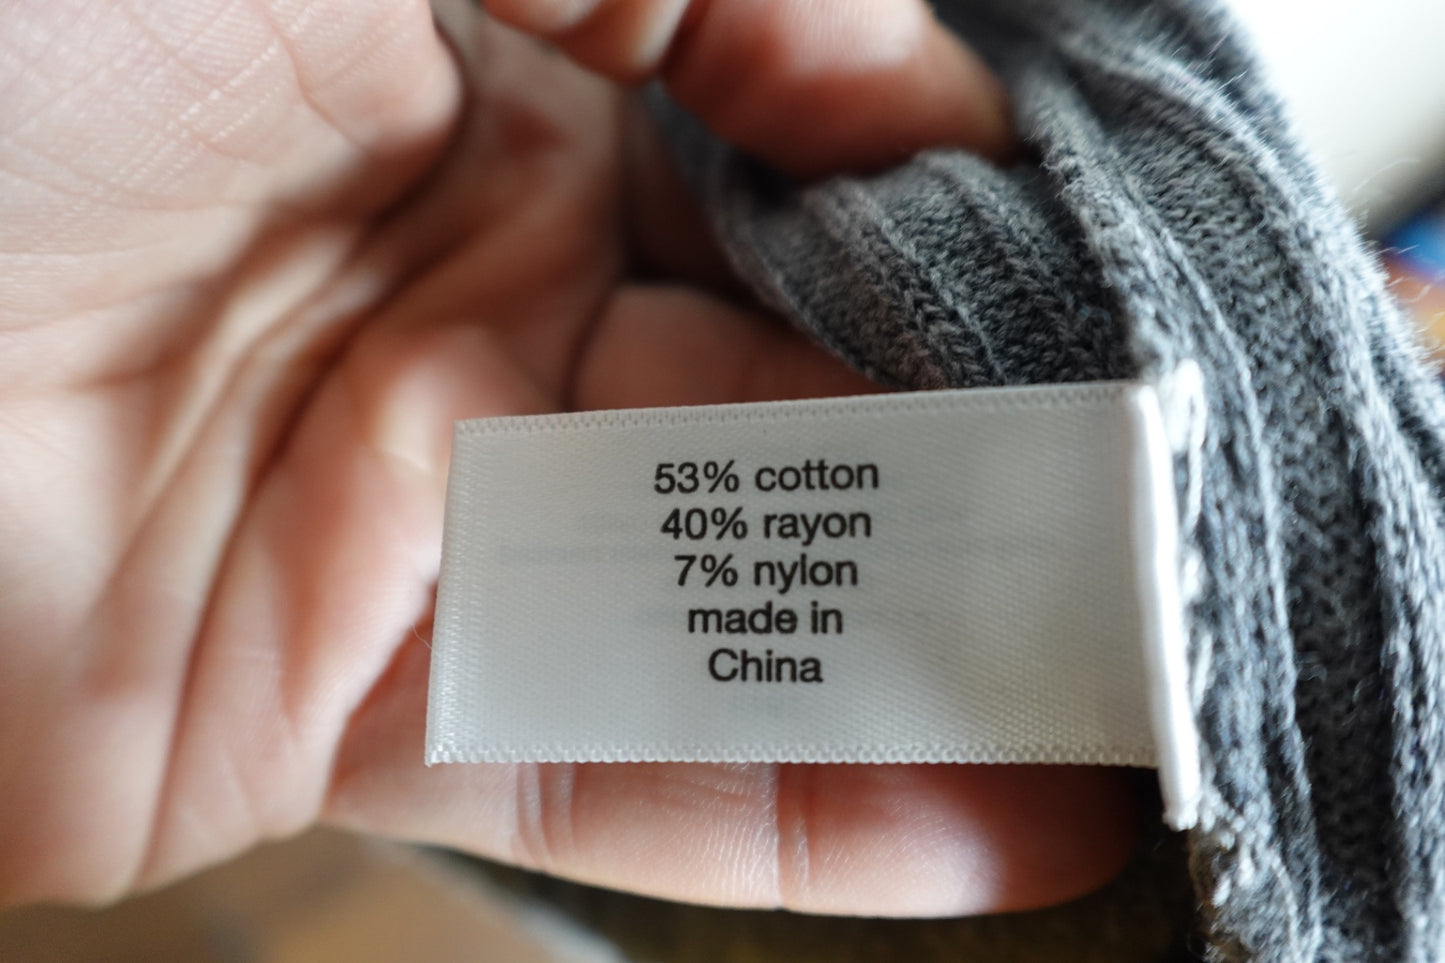 53% cotton
40% rayon
7% nylon
made in
China